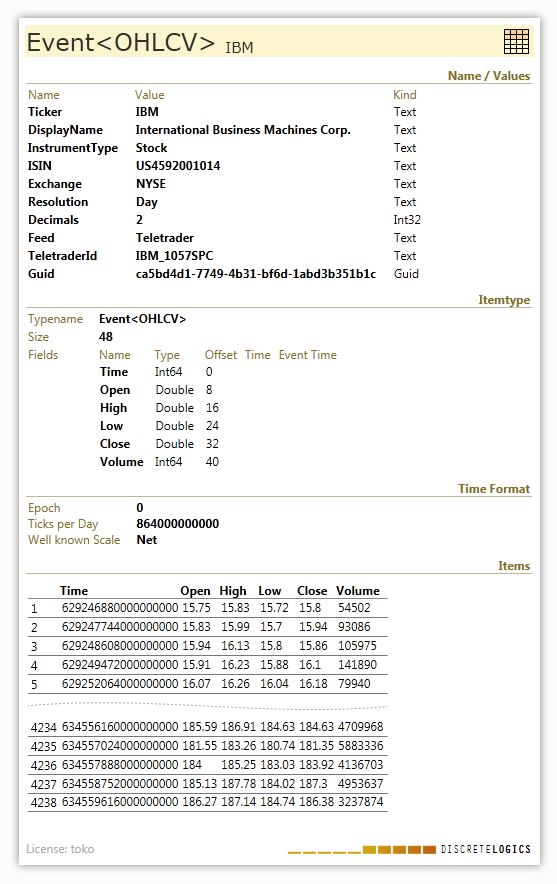 Event<OHLCV> IBM
Name / Values
Name Value Kind
Ticker IBM Text
DisplayName International Business Machines Corp. Text
InstrumentType Stock Text
ISIN US4592001014 Text
Exchange NYSE Text
Resolution Day Text
Decimals 2 Int32
Feed Teletrader Text
TeletraderId IBM_1057SPC Text
Guid ca5bd4d1-7749-4b31-bf6d-1abd3b351b1c Guid
Itemtype
Typename Event<OHLCV>
Size 48
Fields Name Type Offset Time Event Time
Time Int64 0
Open Double 8
High Double 16
Low Double 24
Close Double 32
Volume Int64 40
Time Format
Epoch 0
Ticks per Day 864000000000
Well known Scale Net
Items
Time Open High Low Close Volume
1 629246880000000000 15.75 15.83 15.72 15.8 54502
2 629247744000000000 15.83 15.99 15.7 15.94 93086
3 629248608000000000 15.94 16.13 15.8 15.86 105975
4 629249472000000000 15.91 16.23 15.88 16.1 141890
5 629252064000000000 16.07 16.26 16.04 16.18 79940
4234 634556160000000000 185.59 186.91 184.63 184.63 4709968
4235 634557024000000000 181.55 183.26 180.74 181.35 5883336
4236 634557888000000000 184 185.25 183.03 183.92 4136703
4237 634558752000000000 185.13 187.78 184.02 187.3 4953637
4238 634559616000000000 186.27 187.14 184.74 186.38 3237874
License: toko
DISCRETELOGICS